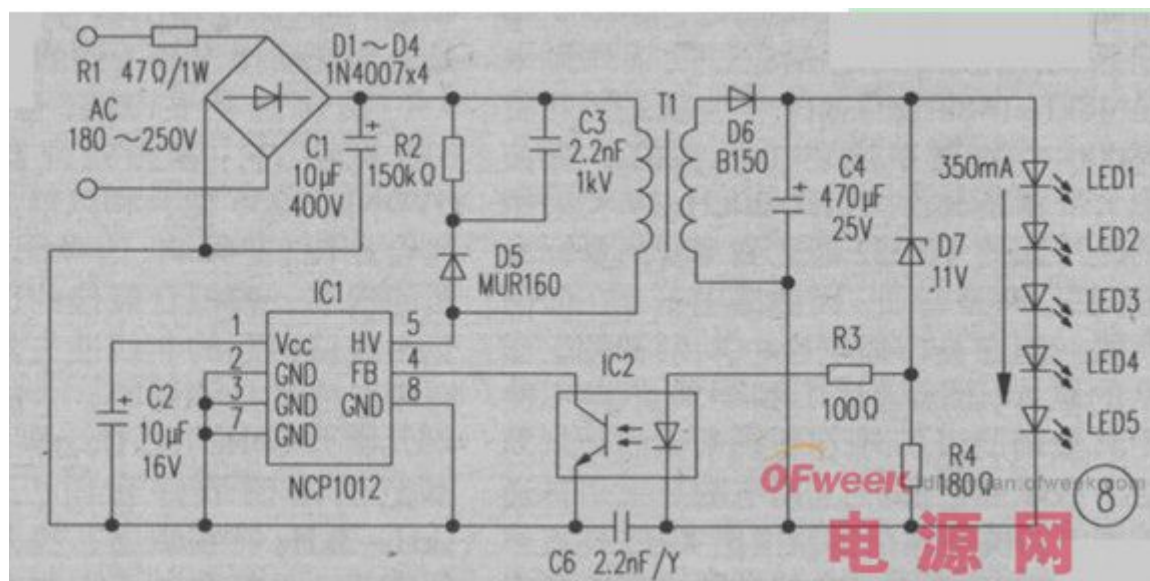 R1 47Ω/1W
AC
180~250V
D1~D4
1N4007x4
C1
10μF
400V
R2
150kΩ
C3
2.2nF
1kV
T1
D6
B150
C4
470μF
25V
350mA
LED1
LED2
LED3
LED4
LED5
D7
11V
D5
MUR160
IC1
1 Vcc HV 5
2 GND FB 4
3 GND GND 8
7 GND
NCP1012
C2
10μF
16V
IC2
R3
100Ω
R4
180Ω
C6 2.2nF/Y
OFweek
电源网
8